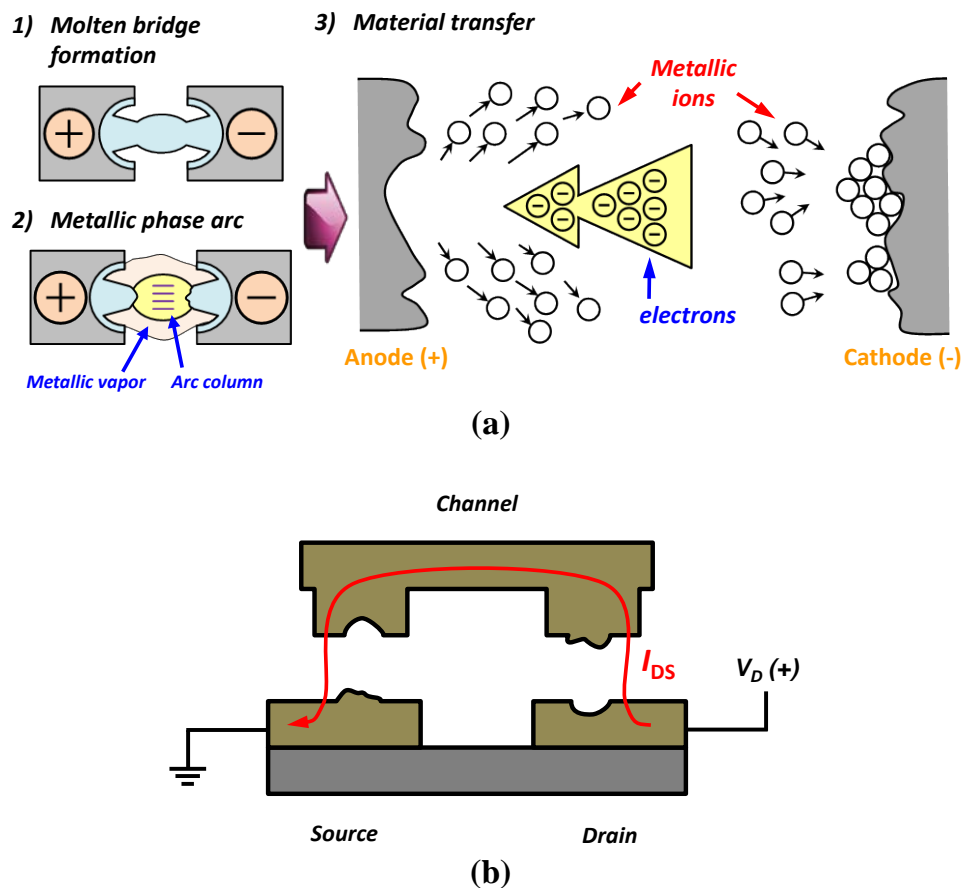 1) Molten bridge
formation
3) Material transfer
Metallic
ions
+
−
2) Metallic phase arc
+
−
− − − − − − − − −
electrons
Metallic vapor
Arc column
Anode (+)
Cathode (-)
(a)
Channel
IDS
VD (+)
Source
Drain
(b)